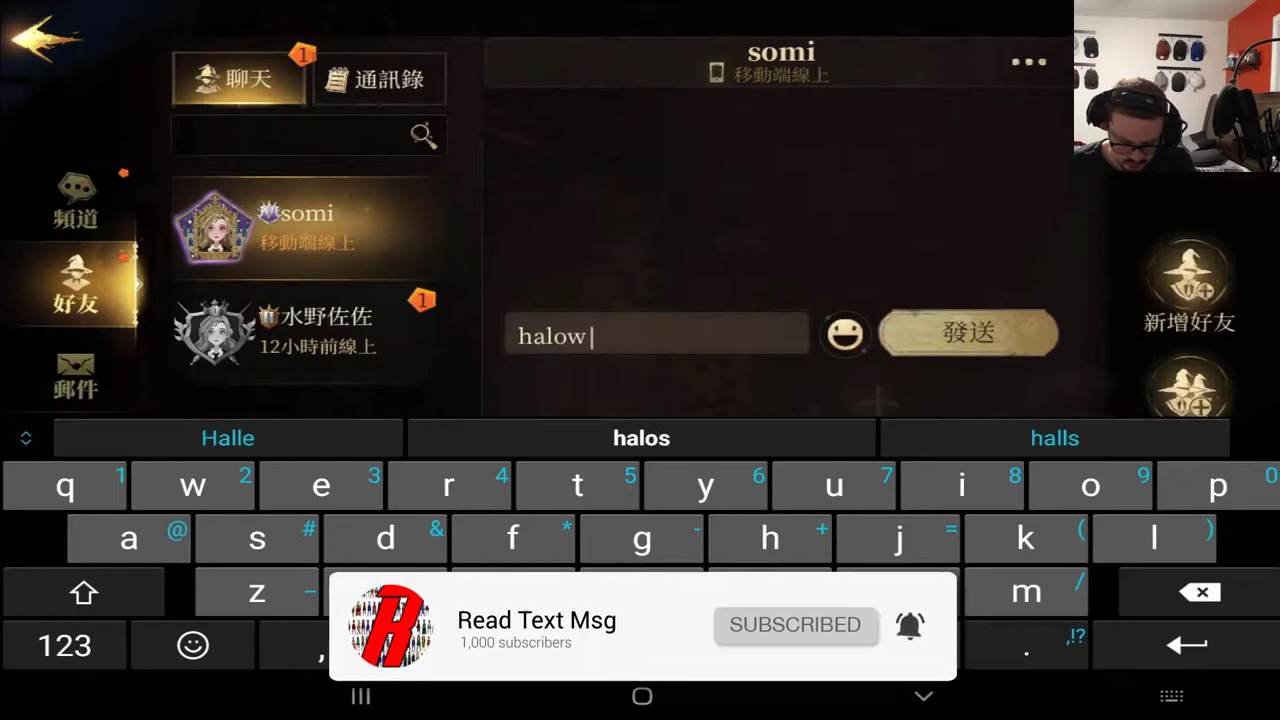 聊天
1
通訊錄
somi
移動端線上
頻道
好友
郵件
somi
移動端線上
水野佐佐
1
12小時前線上
halow
發送
新增好友
Halle
halos
halls
q 1 w 2 e 3 r 4 t 5 y 6 u 7 i 8 o 9 p 0
a @ s # d & f * g - h + j = k ( l )
z - m /
123 , . ,!?
Read Text Msg
1,000 subscribers
SUBSCRIBED